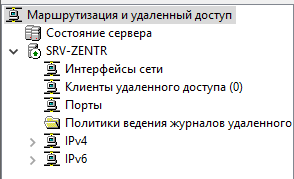 Маршрутизация и удаленный доступ
Состояние сервера
SRV-ZENTR
Интерфейсы сети
Клиенты удаленного доступа (0)
Порты
Политики ведения журналов удаленного
IPv4
IPv6